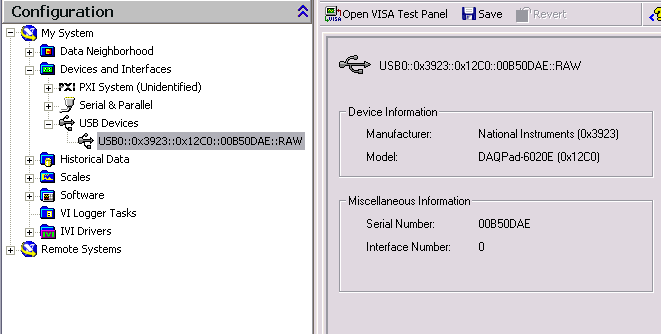 Configuration
My System
Data Neighborhood
Devices and Interfaces
PXI PXI System (Unidentified)
Serial & Parallel
USB Devices
USB0::0x3923::0x12C0::00B50DAE::RAW
Historical Data
Scales
Software
VI Logger Tasks
IVI IVI Drivers
Remote Systems
VISA Open VISA Test Panel Save Revert
USB0::0x3923::0x12C0::00B50DAE::RAW
Device Information
Manufacturer: National Instruments (0x3923)
Model: DAQPad-6020E (0x12C0)
Miscellaneous Information
Serial Number: 00B50DAE
Interface Number: 0